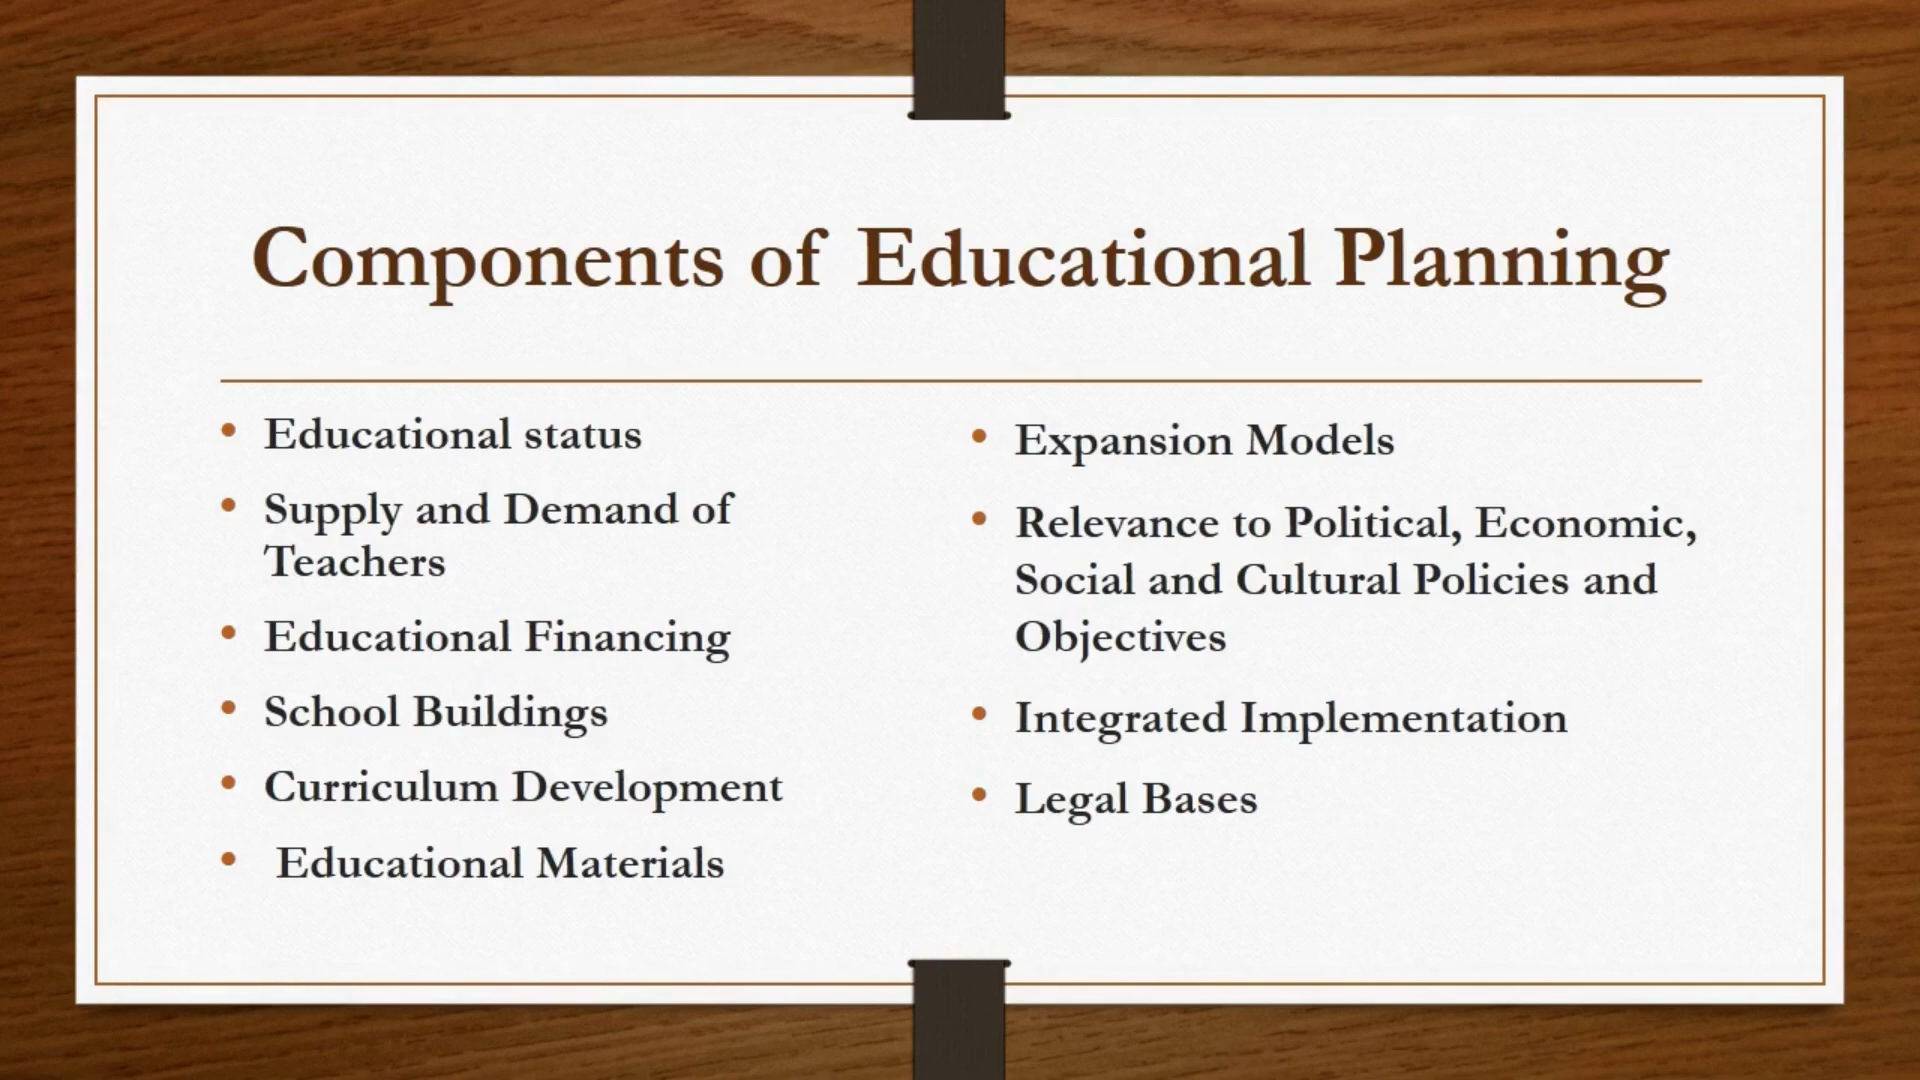 Components of Educational Planning
• Educational status
• Supply and Demand of
Teachers
• Educational Financing
• School Buildings
• Curriculum Development
• Educational Materials
• Expansion Models
• Relevance to Political, Economic,
Social and Cultural Policies and
Objectives
• Integrated Implementation
• Legal Bases